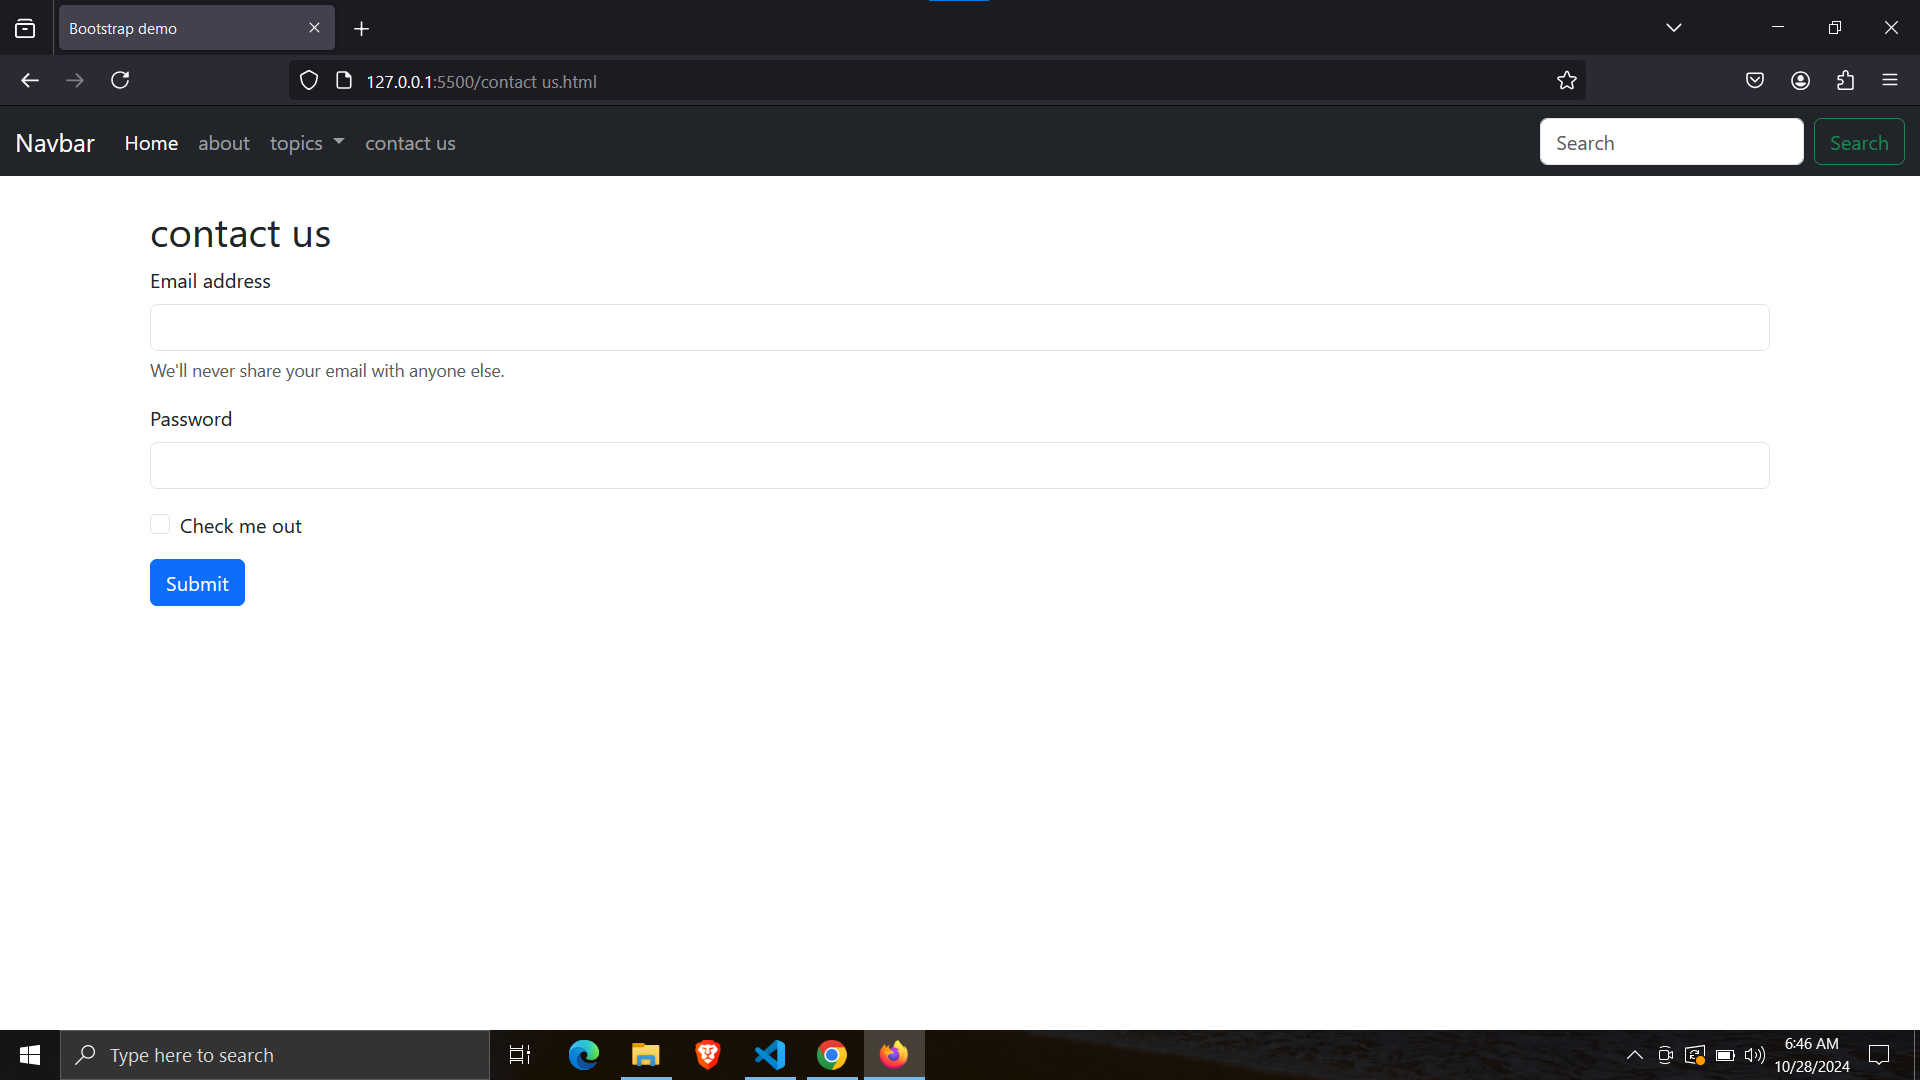 Bootstrap demo
127.0.0.1:5500/contact us.html
Navbar Home about topics contact us Search Search
contact us
Email address
We'll never share your email with anyone else.
Password
Check me out
Submit
Type here to search
6:46 AM
10/28/2024